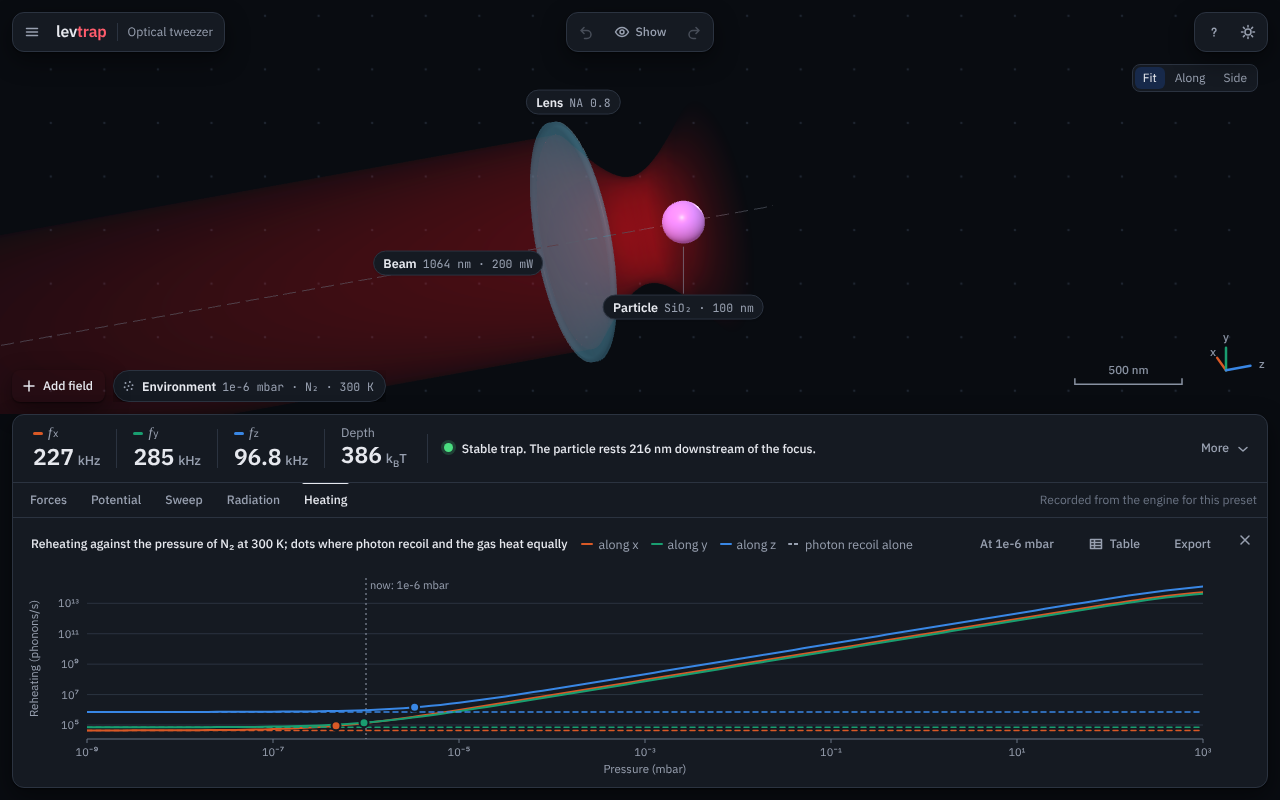 levtrap Optical tweezer
Show
?
Fit Along Side
Lens NA 0.8
Beam 1064 nm · 200 mW
Particle SiO₂ · 100 nm
500 nm
y
x
z
Add field
Environment 1e-6 mbar · N₂ · 300 K
fx
227 kHz
fy
285 kHz
fz
96.8 kHz
Depth
386 kBT
Stable trap. The particle rests 216 nm downstream of the focus.
More
Forces Potential Sweep Radiation Heating
Recorded from the engine for this preset
Reheating against the pressure of N₂ at 300 K; dots where photon recoil and the gas heat equally
along x along y along z photon recoil alone
At 1e-6 mbar Table Export
now: 1e-6 mbar
Reheating (phonons/s)
10¹³
10¹¹
10⁹
10⁷
10⁵
10⁻⁹ 10⁻⁷ 10⁻⁵ 10⁻³ 10⁻¹ 10¹ 10³
Pressure (mbar)